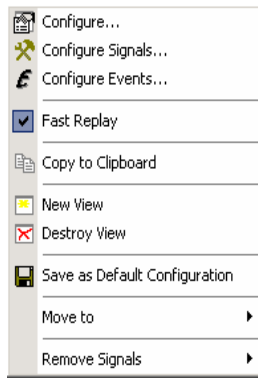 Configure...
Configure Signals...
Configure Events...
Fast Replay
Copy to Clipboard
New View
Destroy View
Save as Default Configuration
Move to
Remove Signals